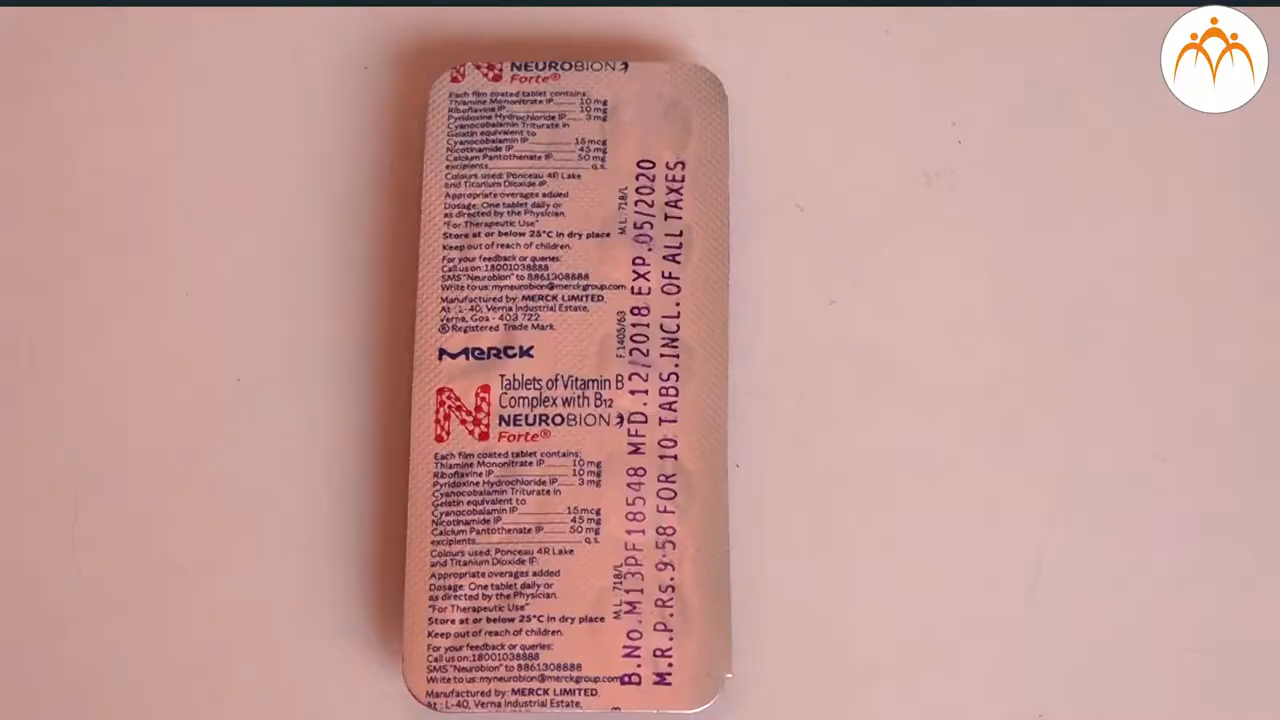 NEUROBION
Forte®
Each film coated tablet contains:
Thiamine Mononitrate IP 10 mg
Riboflavine IP 10 mg
Pyridoxine Hydrochloride IP 3 mg
Cyanocobalamin Triturate in
Gelatin equivalent to
Cyanocobalamin IP 15 mcg
Nicotinamide IP 45 mg
Calcium Pantothenate IP 50 mg
excipients q.s.
Colours used: Ponceau 4R Lake
and Titanium Dioxide IP.
Appropriate overages added
Dosage: One tablet daily or
as directed by the Physician.
"For Therapeutic Use"
Store at or below 25°C in dry place
Keep out of reach of children.
For your feedback or queries:
Call us on:18001038888
SMS "Neurobion" to 8861308888
Write to us: myneurobion@merckgroup.com
Manufactured by: MERCK LIMITED,
At : L-40, Verna Industrial Estate,
Verna, Goa - 403 722.
® Registered Trade Mark.
MERCK
N
Tablets of Vitamin B
Complex with B12
NEUROBION
Forte®
Each film coated tablet contains:
Thiamine Mononitrate IP 10 mg
Riboflavine IP 10 mg
Pyridoxine Hydrochloride IP 3 mg
Cyanocobalamin Triturate in
Gelatin equivalent to
Cyanocobalamin IP 15 mcg
Nicotinamide IP 45 mg
Calcium Pantothenate IP 50 mg
excipients q.s.
Colours used: Ponceau 4R Lake
and Titanium Dioxide IP.
Appropriate overages added
Dosage: One tablet daily or
as directed by the Physician.
"For Therapeutic Use"
Store at or below 25°C in dry place
Keep out of reach of children.
For your feedback or queries:
Call us on:18001038888
SMS "Neurobion" to 8861308888
Write to us: myneurobion@merckgroup.com
Manufactured by: MERCK LIMITED,
At : L-40, Verna Industrial Estate,
M.L.: 718/L
F.1405/63
M.L.: 718/L
B.No.M13PF18548 MFD.12/2018 EXP.05/2020
M.R.P.Rs.9.58 FOR 10 TABS.INCL.OF ALL TAXES